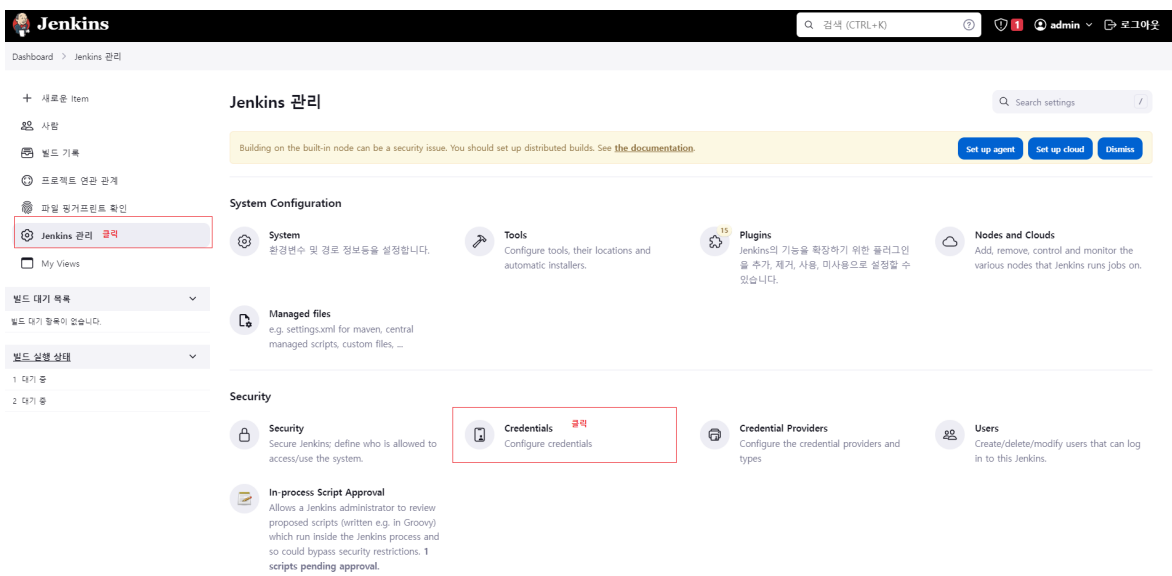 Jenkins
검색 (CTRL+K)
1
admin
로그아웃
Dashboard > Jenkins 관리
새로운 Item
사람
빌드 기록
프로젝트 연관 관계
파일 핑거프린트 확인
Jenkins 관리 클릭
My Views
빌드 대기 목록
빌드 대기 항목이 없습니다.
빌드 실행 상태
1 대기 중
2 대기 중
Jenkins 관리
Search settings /
Building on the built-in node can be a security issue. You should set up distributed builds. See the documentation.
Set up agent
Set up cloud
Dismiss
System Configuration
System
환경변수 및 경로 정보등을 설정합니다.
Tools
Configure tools, their locations and
automatic installers.
15
Plugins
Jenkins의 기능을 확장하기 위한 플러그인
을 추가, 제거, 사용, 미사용으로 설정할 수
있습니다.
Nodes and Clouds
Add, remove, control and monitor the
various nodes that Jenkins runs jobs on.
Managed files
e.g. settings.xml for maven, central
managed scripts, custom files, ...
Security
Security
Secure Jenkins; define who is allowed to
access/use the system.
Credentials 클릭
Configure credentials
Credential Providers
Configure the credential providers and
types
Users
Create/delete/modify users that can log
in to this Jenkins.
In-process Script Approval
Allows a Jenkins administrator to review
proposed scripts (written e.g. in Groovy)
which run inside the Jenkins process and
so could bypass security restrictions. 1
scripts pending approval.